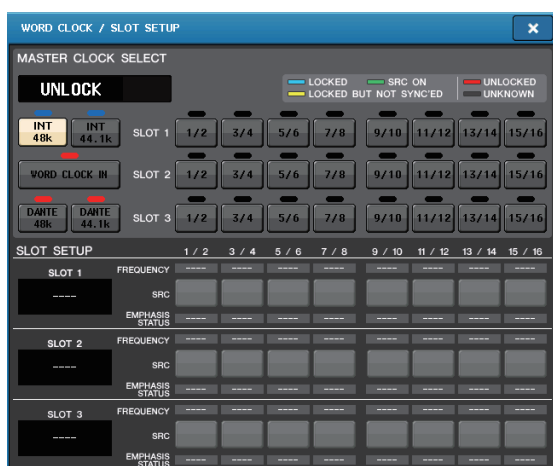 WORD CLOCK / SLOT SETUP ×
MASTER CLOCK SELECT
UNLOCK
LOCKED SRC ON UNLOCKED
LOCKED BUT NOT SYNC'ED UNKNOWN
INT 48k INT 44.1k SLOT 1 1/2 3/4 5/6 7/8 9/10 11/12 13/14 15/16
WORD CLOCK IN SLOT 2 1/2 3/4 5/6 7/8 9/10 11/12 13/14 15/16
DANTE 48k DANTE 44.1k SLOT 3 1/2 3/4 5/6 7/8 9/10 11/12 13/14 15/16
SLOT SETUP 1 / 2 3 / 4 5 / 6 7 / 8 9 / 10 11 / 12 13 / 14 15 / 16
SLOT 1 FREQUENCY ---- ---- ---- ---- ---- ---- ---- ----
---- SRC
EMPHASIS STATUS ---- ---- ---- ---- ---- ---- ---- ----
SLOT 2 FREQUENCY ---- ---- ---- ---- ---- ---- ---- ----
---- SRC
EMPHASIS STATUS ---- ---- ---- ---- ---- ---- ---- ----
SLOT 3 FREQUENCY ---- ---- ---- ---- ---- ---- ---- ----
---- SRC
EMPHASIS STATUS ---- ---- ---- ---- ---- ---- ---- ----